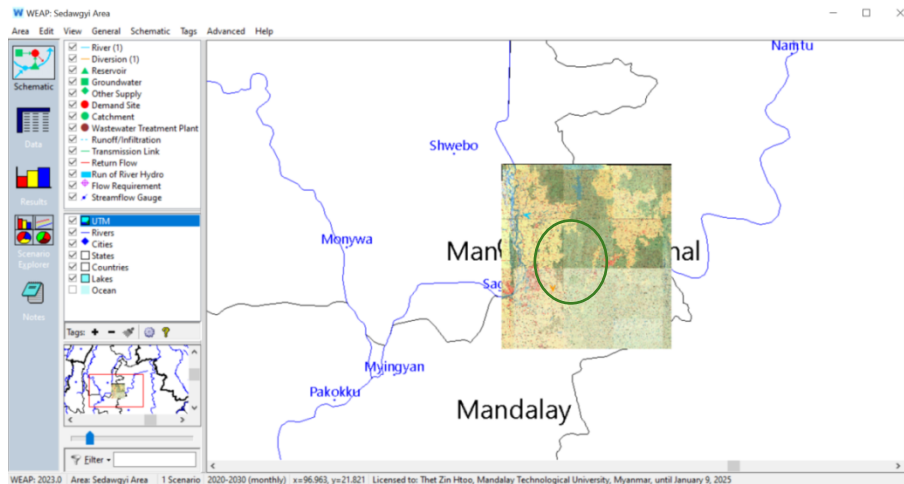 WEAP: Sedawgyi Area
Area Edit View General Schematic Tags Advanced Help
Schematic
Data
Results
Scenario
Explorer
Notes
River (1)
Diversion (1)
Reservoir
Groundwater
Other Supply
Demand Site
Catchment
Wastewater Treatment Plant
Runoff/Infiltration
Transmission Link
Return Flow
Run of River Hydro
Flow Requirement
Streamflow Gauge
UTM
Rivers
Cities
States
Countries
Lakes
Ocean
Tags:
Filter
Namtu
Shwebo
Monywa
Man nal
Sag
Myingyan
Pakokku
Mandalay
WEAP: 2023.0 Area: Sedawgyi Area 1 Scenario 2020-2030 (monthly) x=96.963, y=21.821 Licensed to: Thet Zin Htoo, Mandalay Technological University, Myanmar, until January 9, 2025